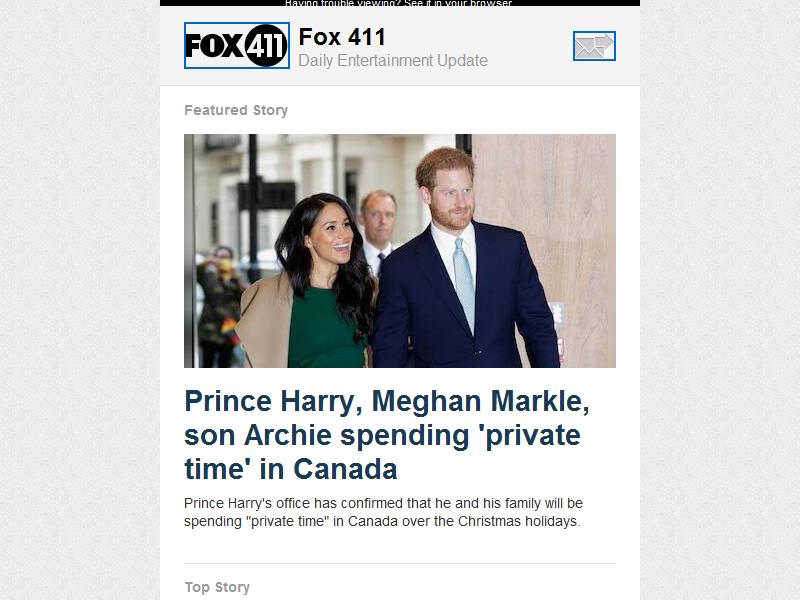 Having trouble viewing? See it in your browser
FOX 411
Fox 411
Daily Entertainment Update
Featured Story
Prince Harry, Meghan Markle,
son Archie spending 'private
time' in Canada
Prince Harry's office has confirmed that he and his family will be
spending "private time" in Canada over the Christmas holidays.
Top Story